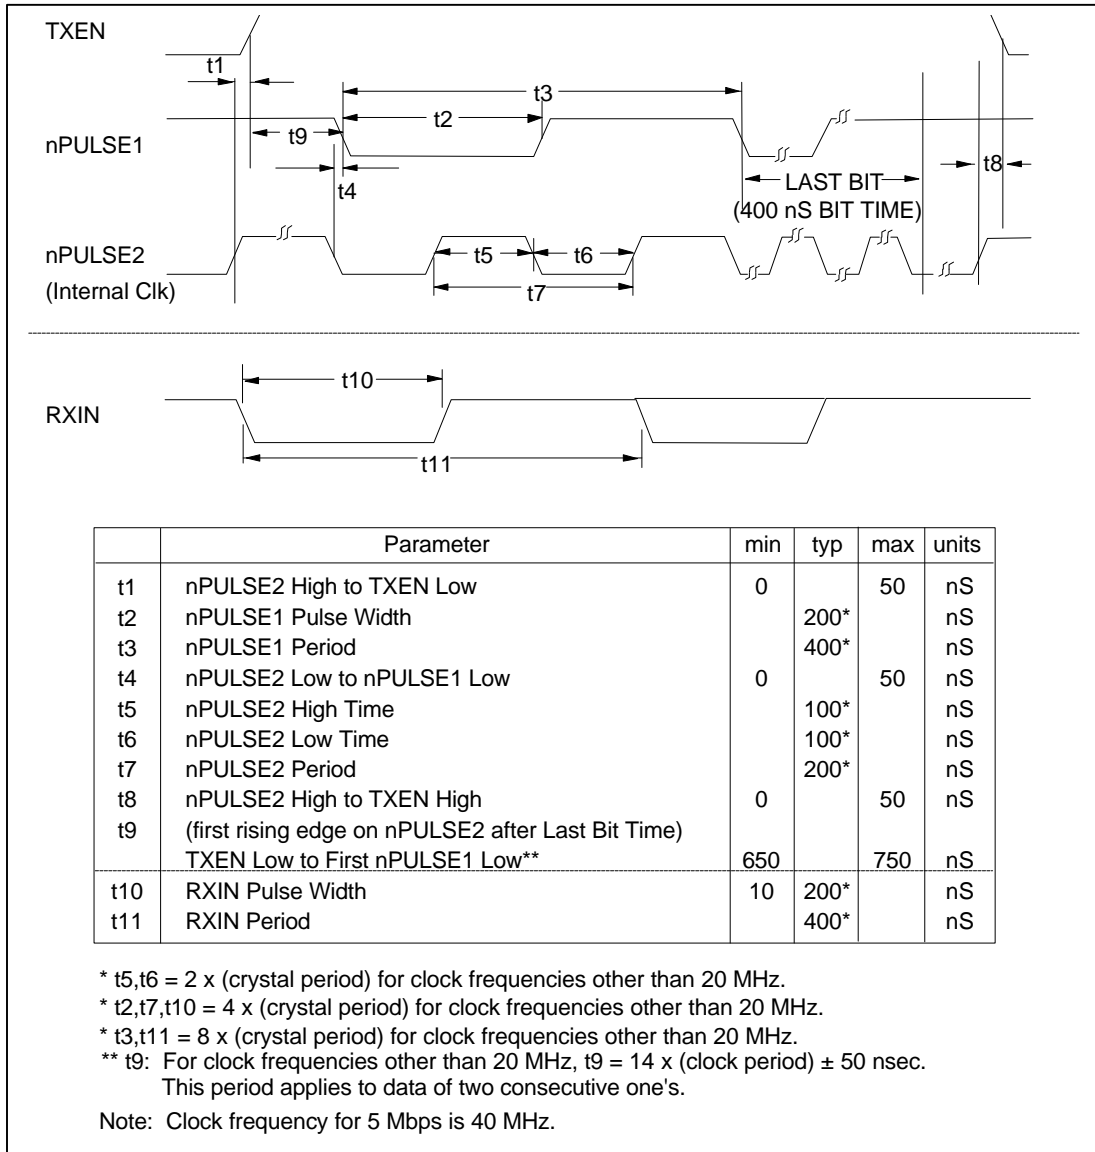 TXEN
t1
t3
t2
t9
nPULSE1
t8
t4
LAST BIT
(400 nS BIT TIME)
nPULSE2
(Internal Clk)
t5
t6
t7
t10
RXIN
t11
Parameter min typ max units
t1 nPULSE2 High to TXEN Low 0 50 nS
t2 nPULSE1 Pulse Width 200* nS
t3 nPULSE1 Period 400* nS
t4 nPULSE2 Low to nPULSE1 Low 0 50 nS
t5 nPULSE2 High Time 100* nS
t6 nPULSE2 Low Time 100* nS
t7 nPULSE2 Period 200* nS
t8 nPULSE2 High to TXEN High 0 50 nS
t9 (first rising edge on nPULSE2 after Last Bit Time)
TXEN Low to First nPULSE1 Low** 650 750 nS
t10 RXIN Pulse Width 10 200* nS
t11 RXIN Period 400* nS
* t5,t6 = 2 x (crystal period) for clock frequencies other than 20 MHz.
* t2,t7,t10 = 4 x (crystal period) for clock frequencies other than 20 MHz.
* t3,t11 = 8 x (crystal period) for clock frequencies other than 20 MHz.
** t9: For clock frequencies other than 20 MHz, t9 = 14 x (clock period) ± 50 nsec.
This period applies to data of two consecutive one's.
Note: Clock frequency for 5 Mbps is 40 MHz.